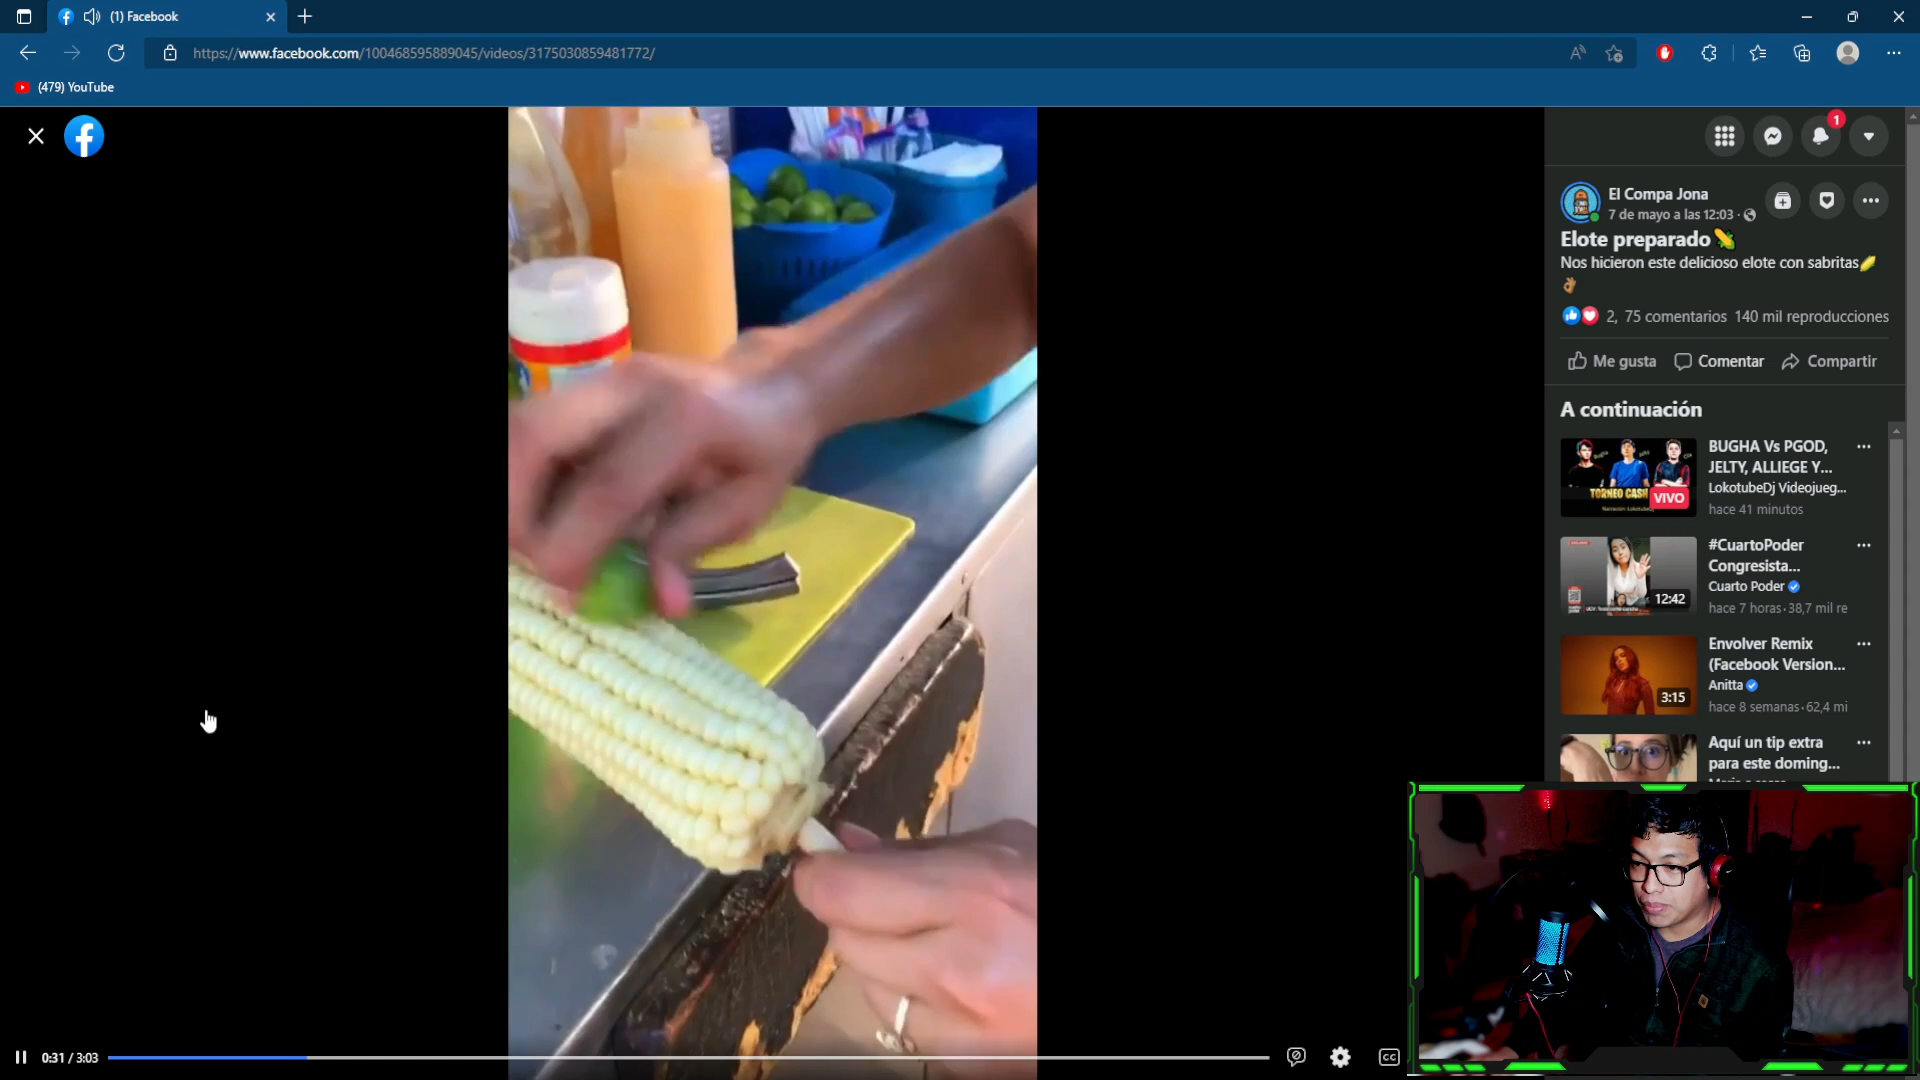 (1) Facebook
https://www.facebook.com/100468595889045/videos/3175030859481772/
(479) YouTube
1
El Compa Jona
7 de mayo a las 12:03 ·
Elote preparado
Nos hicieron este delicioso elote con sabritas
2, 75 comentarios 140 mil reproducciones
Me gusta Comentar Compartir
A continuación
BUGHA Vs PGOD,
JELTY, ALLIEGE Y...
LokotubeDj Videojueg...
hace 41 minutos
TORNEO CASH
VIVO
#CuartoPoder
Congresista...
Cuarto Poder
hace 7 horas · 38,7 mil re
12:42
Envolver Remix
(Facebook Version...
Anitta
hace 8 semanas · 62,4 mi
3:15
Aquí un tip extra
para este doming...
0:31 / 3:03
CC